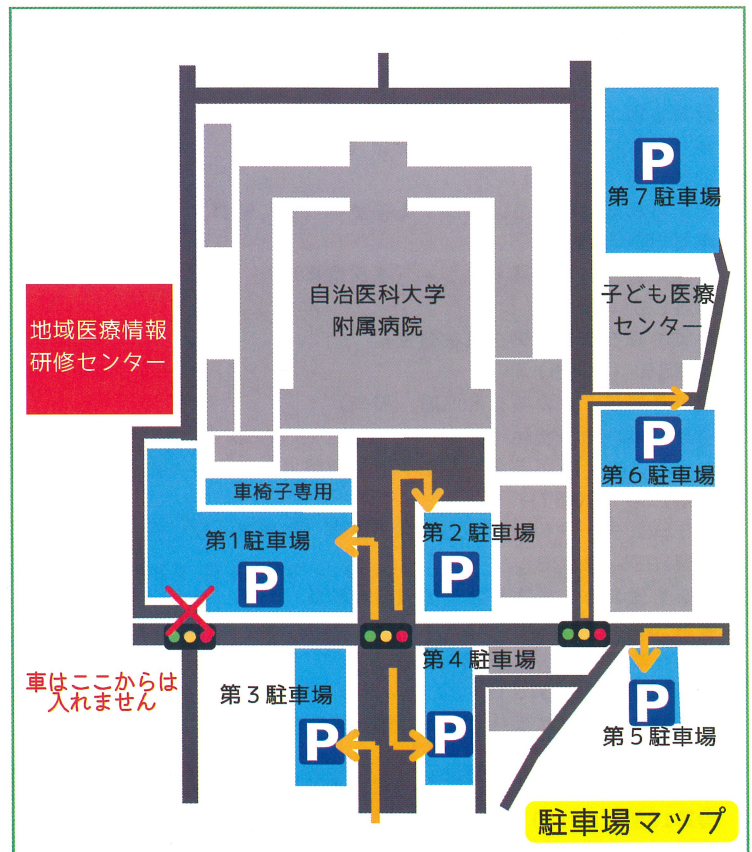 P
第７駐車場
自治医科大学
附属病院
子ども医療
センター
地域医療情報
研修センター
P
第６駐車場
車椅子専用
第1駐車場
P
第２駐車場
P
第４駐車場
車はここからは
入れません
第３駐車場
P
P
P
第５駐車場
駐車場マップ